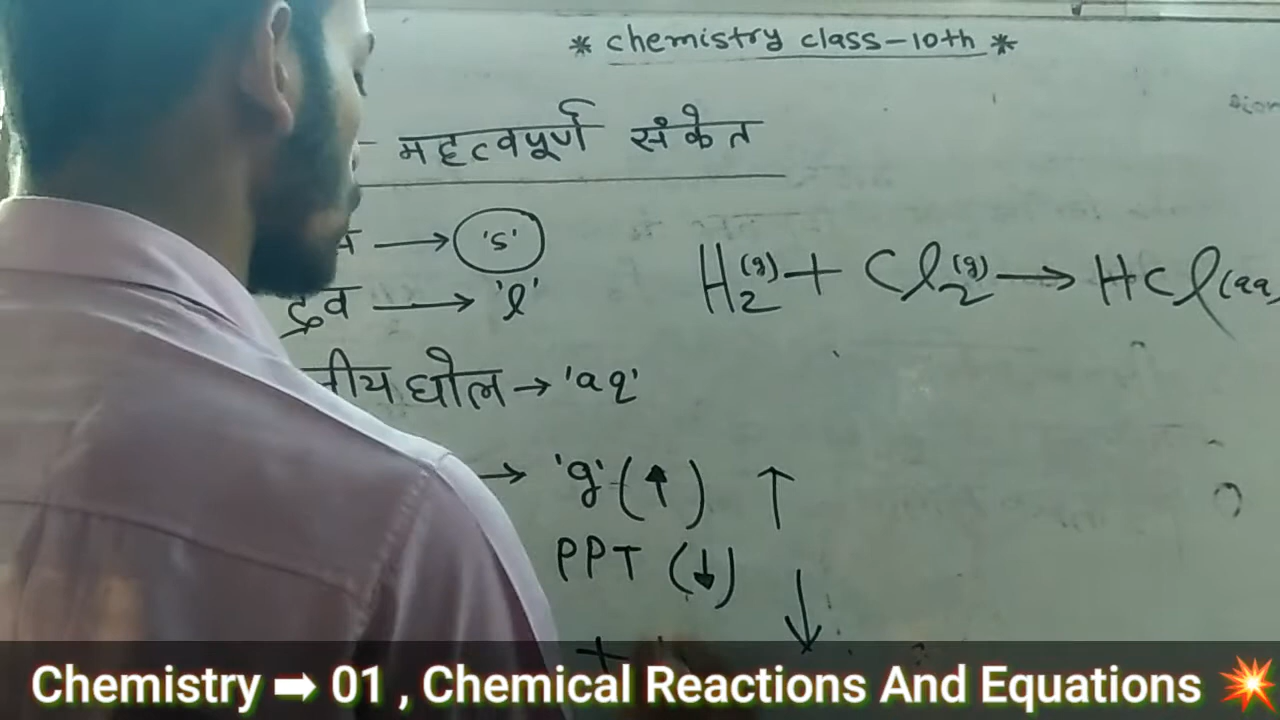 * Chemistry class-10th *
महत्वपूर्ण संकेत
→ 's'
द्रव → 'l'
H₂(g) + Cl₂(g) → HCl(aq)
घोल → 'aq'
→ 'g' (↑) ↑
PPT (↓) ↓
+
Chemistry ➡ 01 , Chemical Reactions And Equations 💥